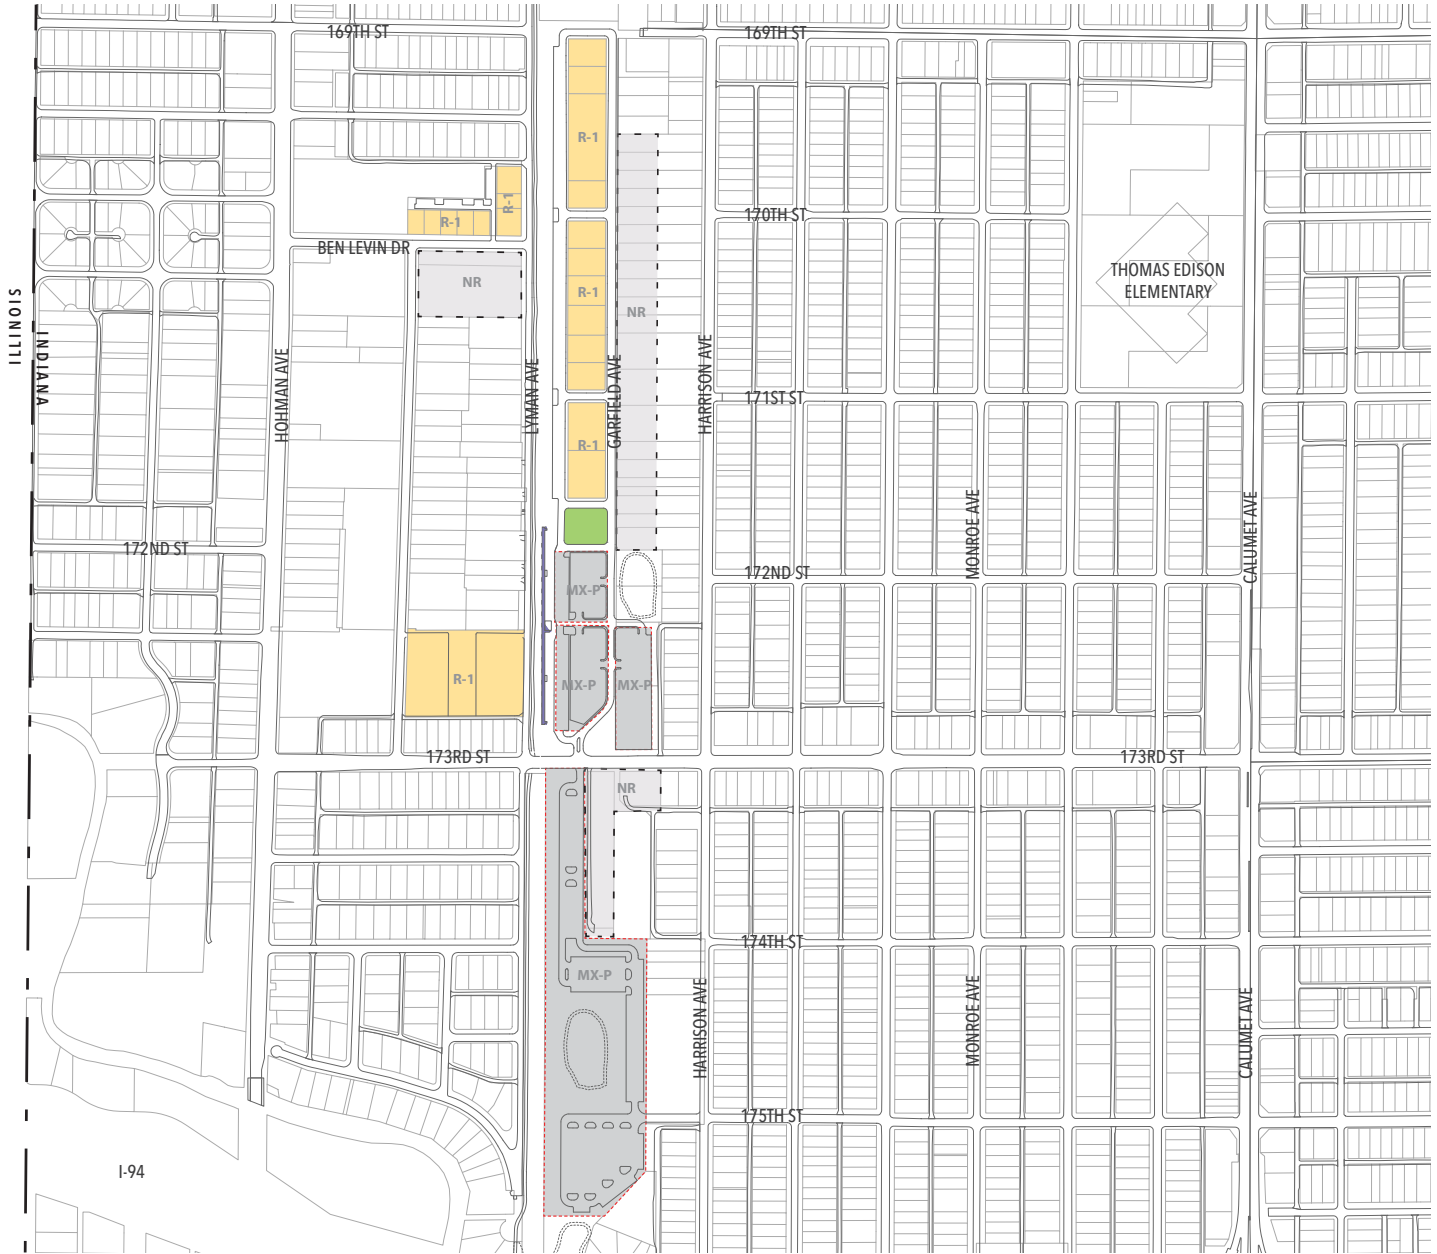 169TH ST
169TH ST
R-1
R-1
R-1
170TH ST
BEN LEVIN DR
NR
THOMAS EDISON
ELEMENTARY
R-1
NR
ILLINOIS
INDIANA
HOHMAN AVE
LYMAN AVE
GARFIELD AVE
HARRISON AVE
171ST ST
R-1
172ND ST
172ND ST
MONROE AVE
CALUMET AVE
MX-P
R-1
MX-P
MX-P
173RD ST
173RD ST
NR
174TH ST
MX-P
HARRISON AVE
MONROE AVE
CALUMET AVE
175TH ST
I-94